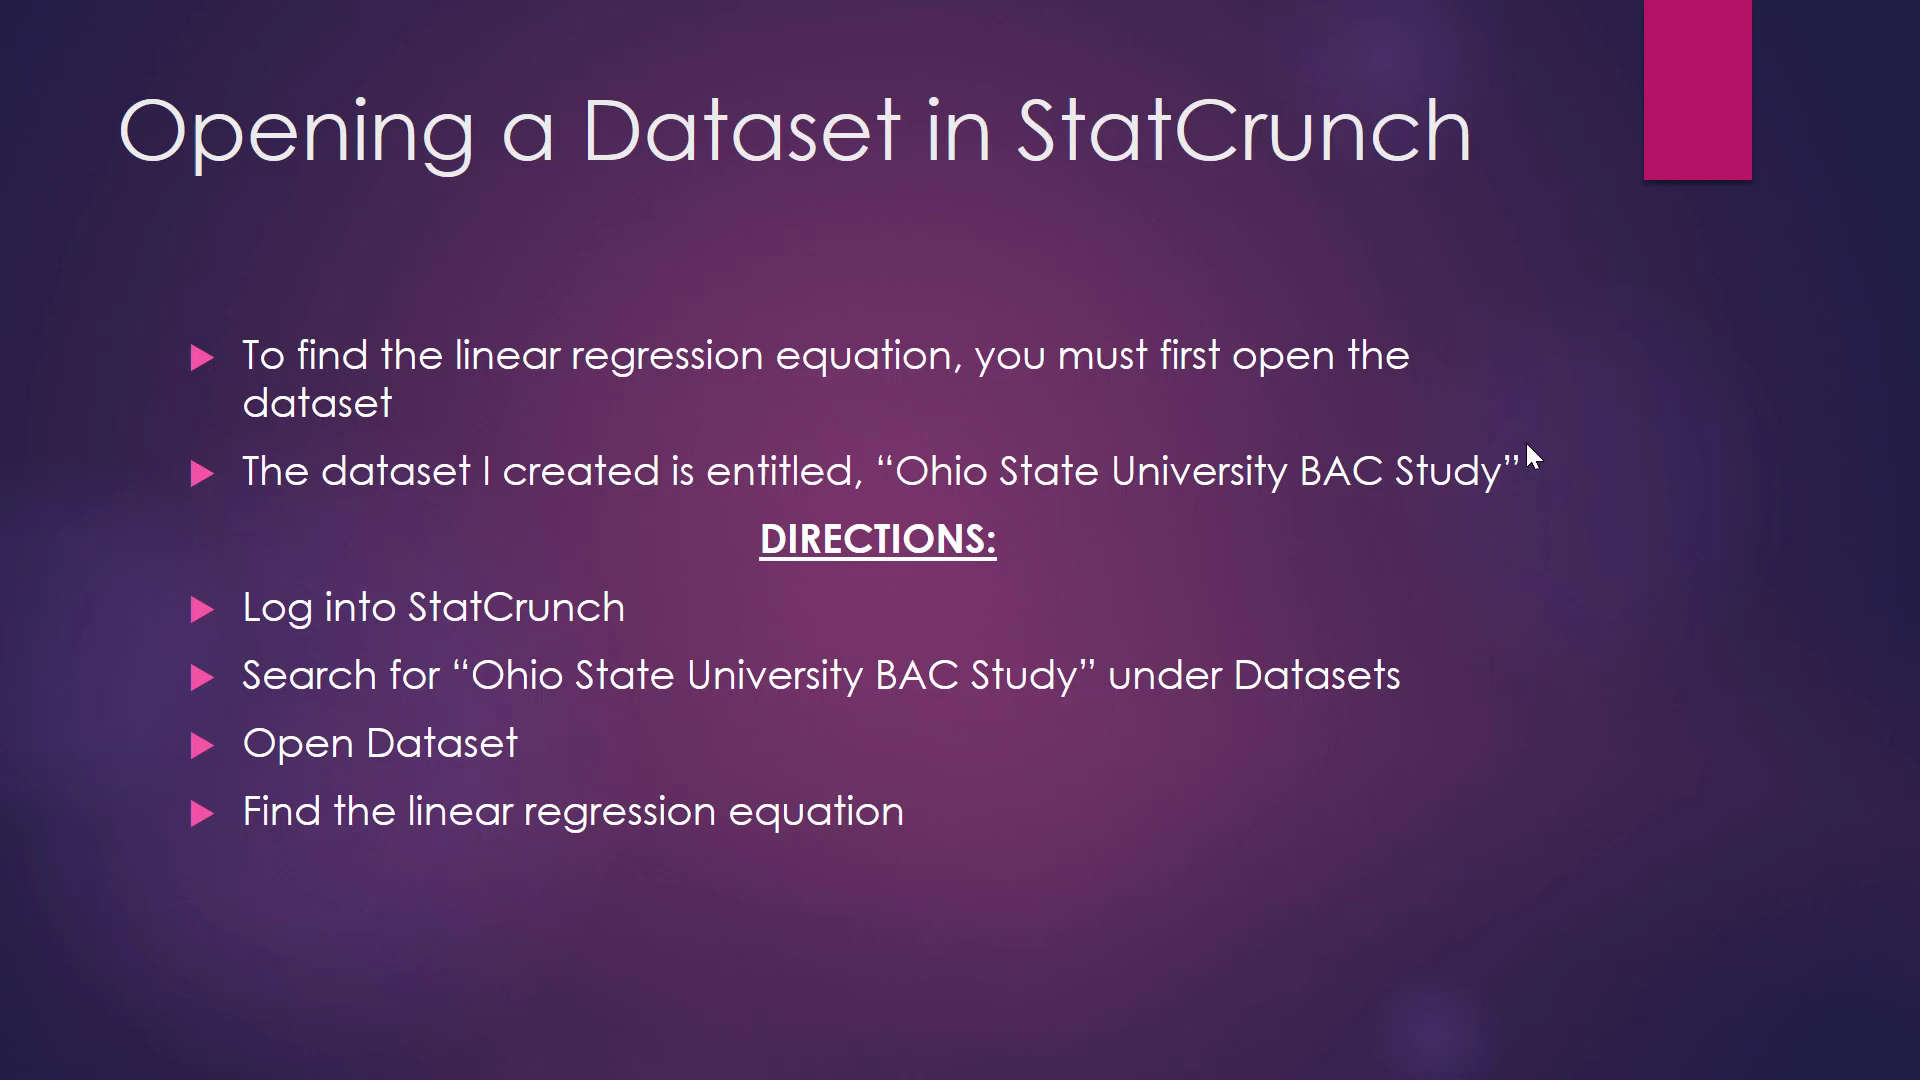 Opening a Dataset in StatCrunch
To find the linear regression equation, you must first open the
dataset
The dataset I created is entitled, “Ohio State University BAC Study”
DIRECTIONS:
Log into StatCrunch
Search for “Ohio State University BAC Study” under Datasets
Open Dataset
Find the linear regression equation